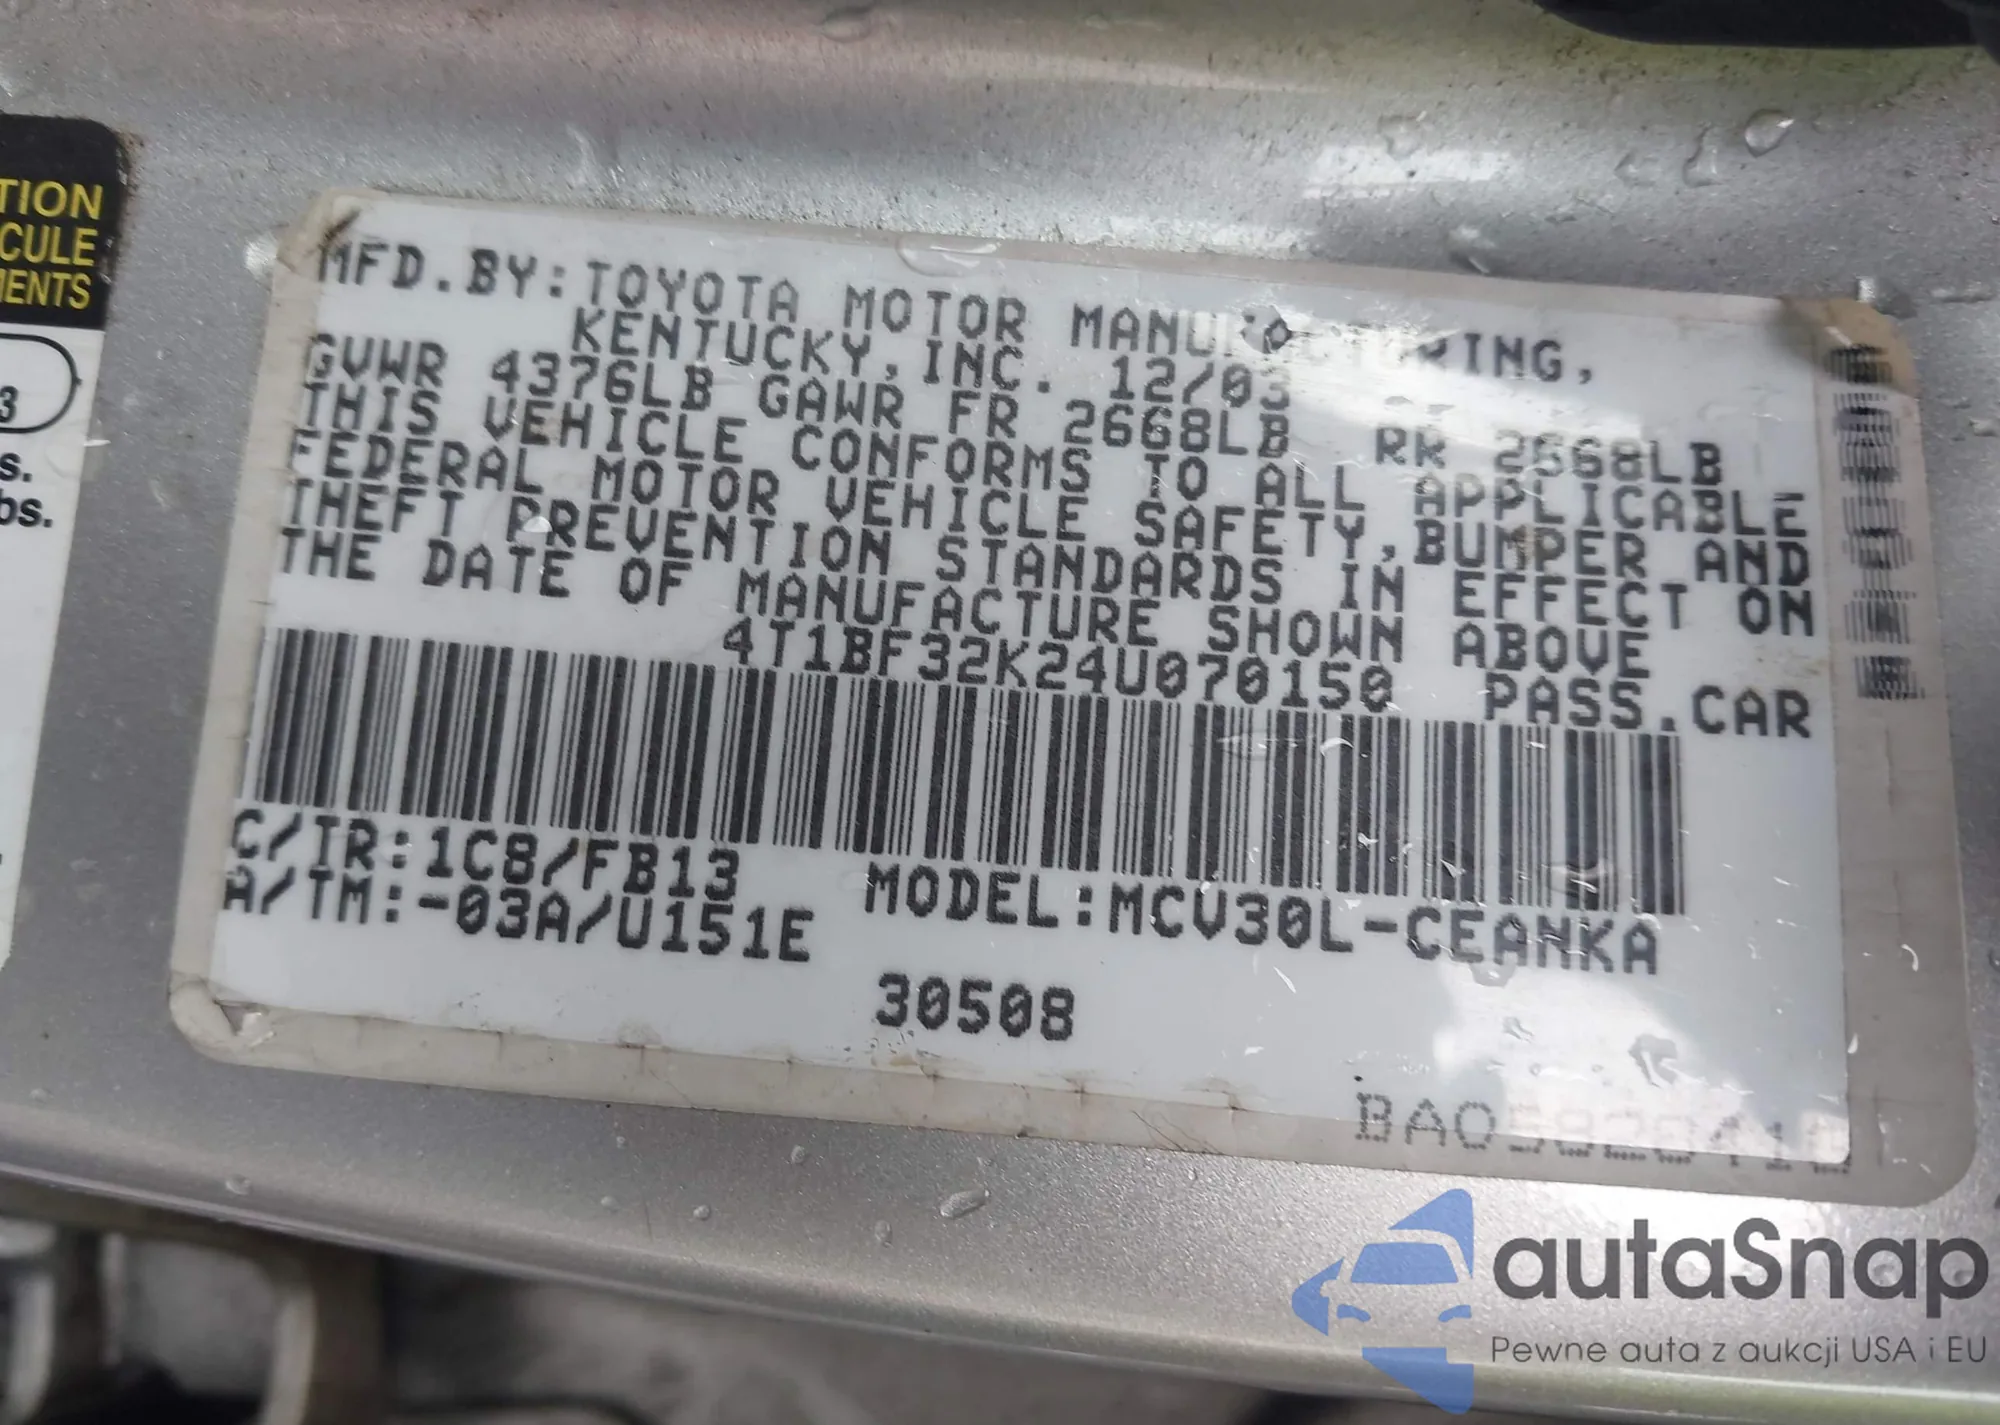 TION
CULE
MENTS
3
s.
bs.
MFD.BY:TOYOTA MOTOR MANUFACTURING,
KENTUCKY,INC. 12/03
GVWR 4376LB GAWR FR 2668LB RR 2668LB
THIS VEHICLE CONFORMS TO ALL APPLICABLE
FEDERAL MOTOR VEHICLE SAFETY,BUMPER AND
THEFT PREVENTION STANDARDS IN EFFECT ON
THE DATE OF MANUFACTURE SHOWN ABOVE
4T1BF32K24U070150 PASS.CAR
C/TR:1C8/FB13 MODEL:MCV30L-CEANKA
A/TM:-03A/U151E
30508
autoSnap
Pewne auta z aukcji USA i EU